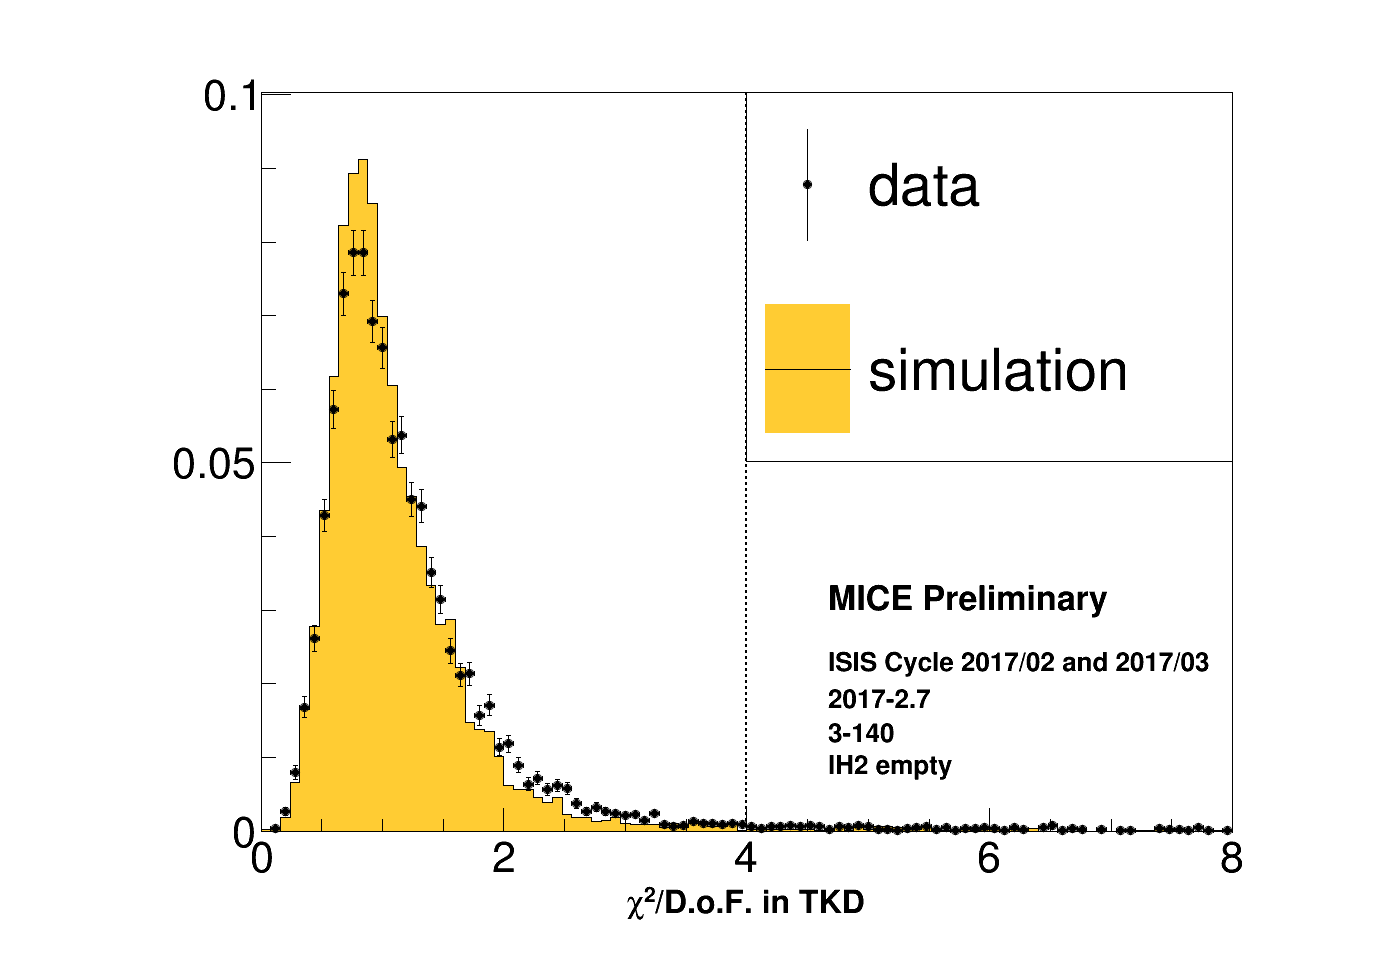 0.1
0.05
0
0 2 4 6 8
χ²/D.o.F. in TKD
data
simulation
MICE Preliminary
ISIS Cycle 2017/02 and 2017/03
2017-2.7
3-140
IH2 empty